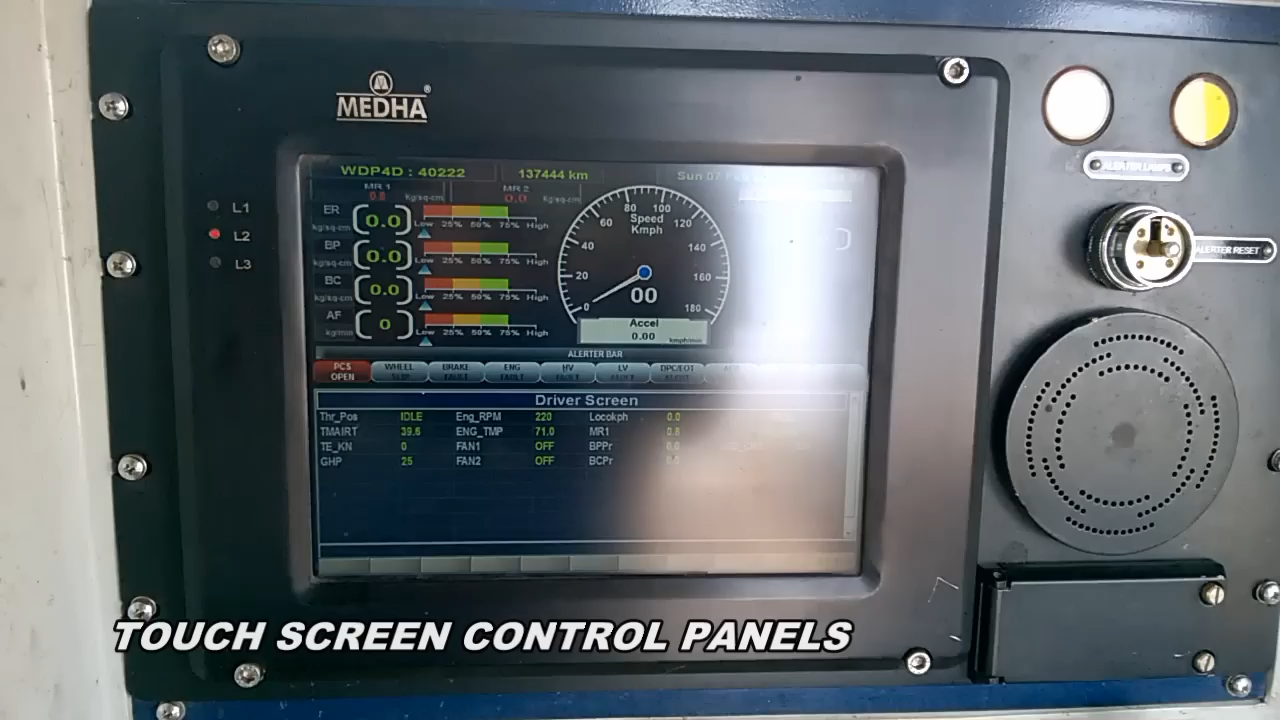 MEDHA
®
WDP4D : 40222
137444 km
Sun 07
MR 1
0.8
Kg/sq-cm
MR 2
0.0
Kg/sq-cm
L1
L2
L3
ER
kg/sq-cm
0.0
Low 25% 50% 75% High
BP
kg/sq-cm
0.0
Low 25% 50% 75% High
BC
kg/sq-cm
0.0
Low 25% 50% 75% High
AF
kg/min
0
Low 25% 50% 75% High
0 20 40 60 80 100 120 140 160 180
Speed
Kmph
00
Accel
0.00 kmph/min
ALERTER BAR
PCS OPEN
WHEEL SLIP
BRAKE FAULT
ENG FAULT
HV FAULT
LV FAULT
DPC/EOT ALERT
Driver Screen
Thr_Pos IDLE Eng_RPM 220 Locokph 0.0
TMAIRT 39.6 ENG_TMP 71.0 MR1 0.8
TE_KN 0 FAN1 OFF BPPr 0.0
GHP 25 FAN2 OFF BCPr 0.0
ALERTER LAMPS
ALERTER RESET
TOUCH SCREEN CONTROL PANELS